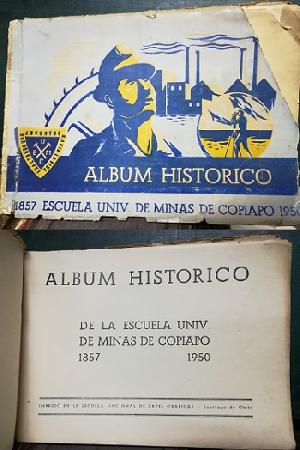 ALBUM HISTORICO
1857 ESCUELA UNIV. DE MINAS DE COPIAPO 1950
ALBUM HISTORICO
DE LA ESCUELA UNIV.
DE MINAS DE COPIAPO
1857 1950
EN LA ESCUELA NACIONAL DE ARTES GRAFICAS - Santiago de Chile